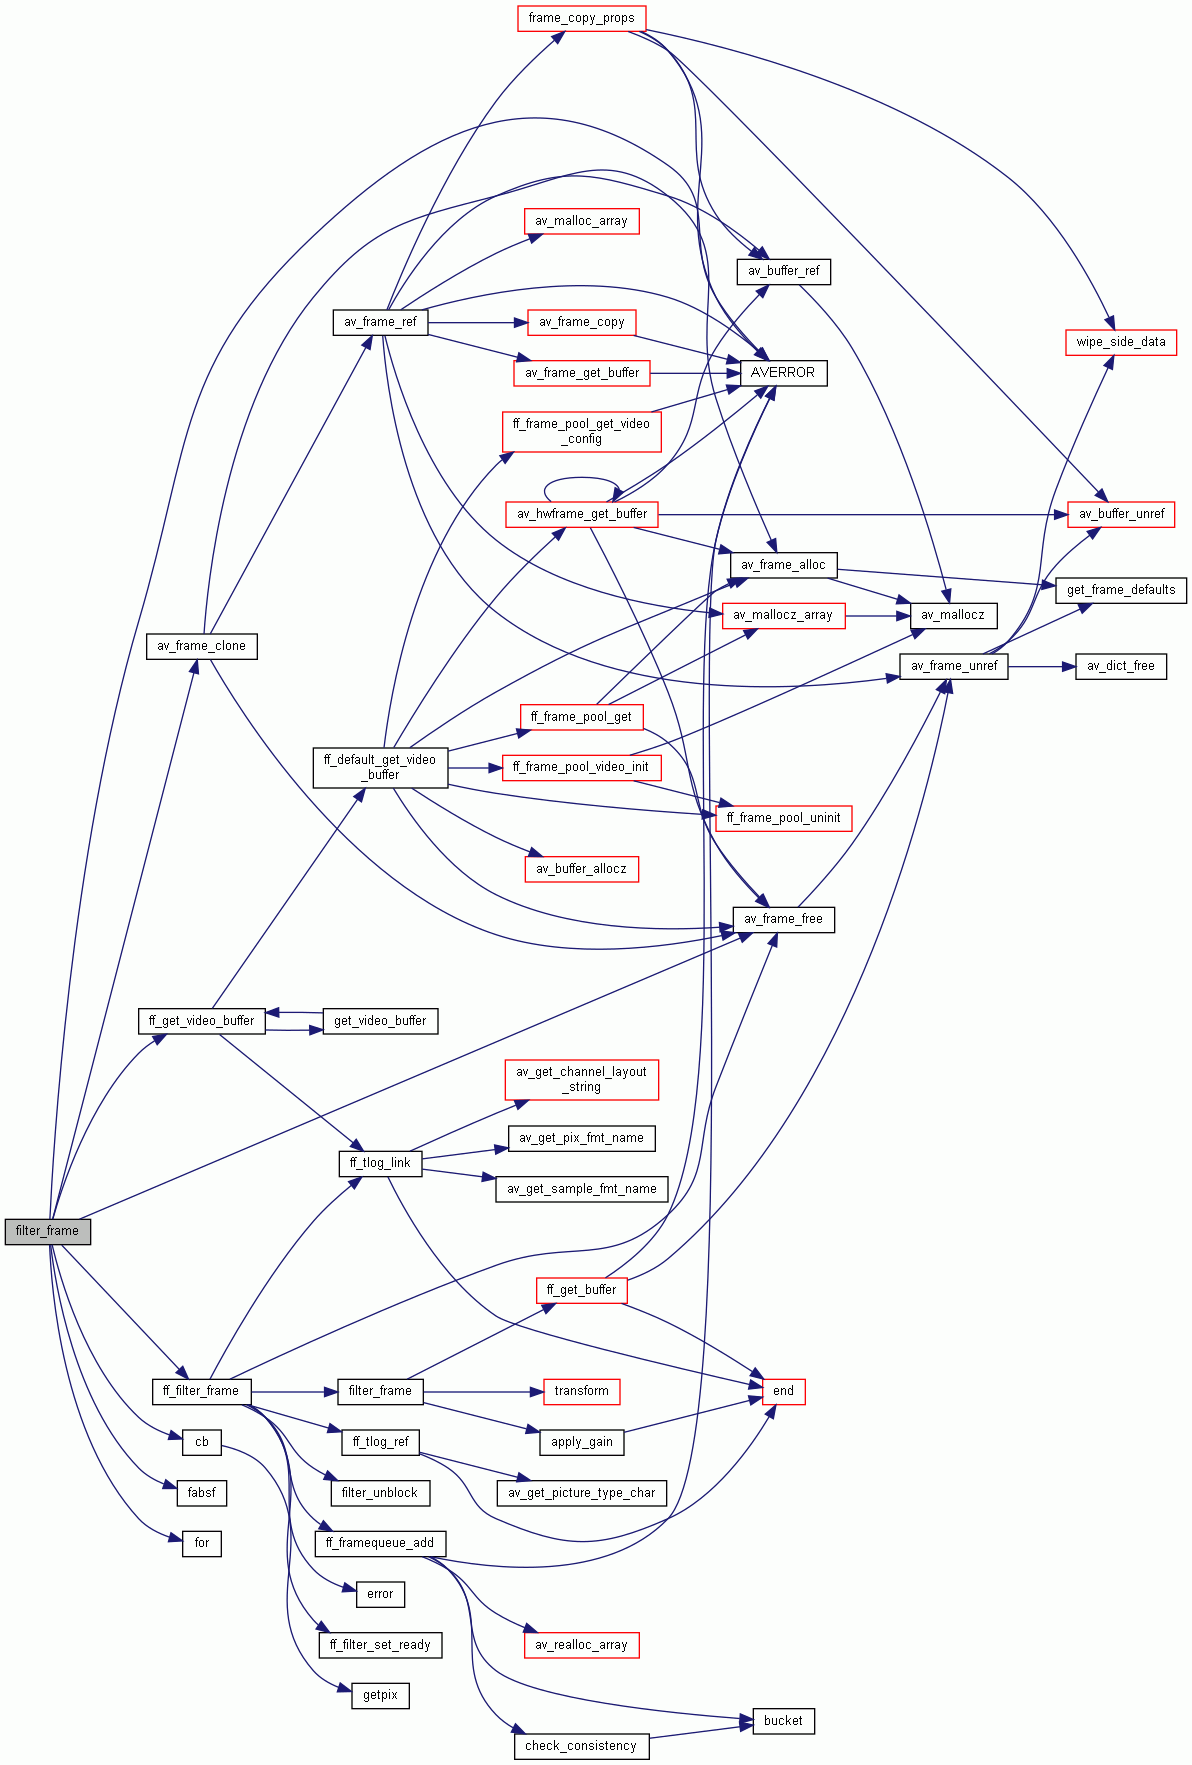 frame_copy_props
av_malloc_array
av_buffer_ref
av_frame_ref
av_frame_copy
wipe_side_data
av_frame_get_buffer
AVERROR
ff_frame_pool_get_video
_config
av_hwframe_get_buffer
av_buffer_unref
av_frame_alloc
get_frame_defaults
av_mallocz_array
av_mallocz
av_frame_clone
av_frame_unref
av_dict_free
ff_frame_pool_get
ff_default_get_video
_buffer
ff_frame_pool_video_init
ff_frame_pool_uninit
av_buffer_allocz
av_frame_free
ff_get_video_buffer
get_video_buffer
av_get_channel_layout
_string
av_get_pix_fmt_name
ff_tlog_link
av_get_sample_fmt_name
filter_frame
ff_get_buffer
ff_filter_frame
filter_frame
transform
end
cb
ff_tlog_ref
apply_gain
fabsf
filter_unblock
av_get_picture_type_char
for
ff_framequeue_add
error
ff_filter_set_ready
av_realloc_array
getpix
bucket
check_consistency